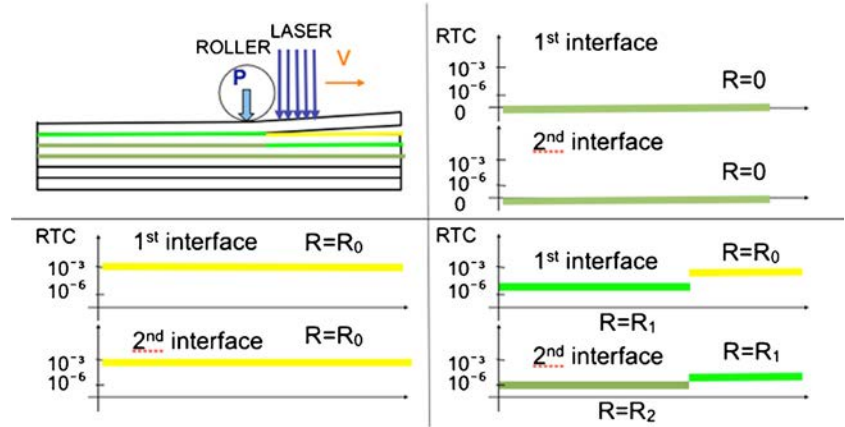 LASER
ROLLER
P
V
RTC
1st interface
10⁻³
R=0
10⁻⁶
0
2nd interface
10⁻³
R=0
10⁻⁶
0
RTC
1st interface
R=R₀
10⁻³
10⁻⁶
2nd interface
R=R₀
10⁻³
10⁻⁶
RTC
1st interface
R=R₀
10⁻³
10⁻⁶
R=R₁
2nd interface
R=R₁
10⁻³
10⁻⁶
R=R₂